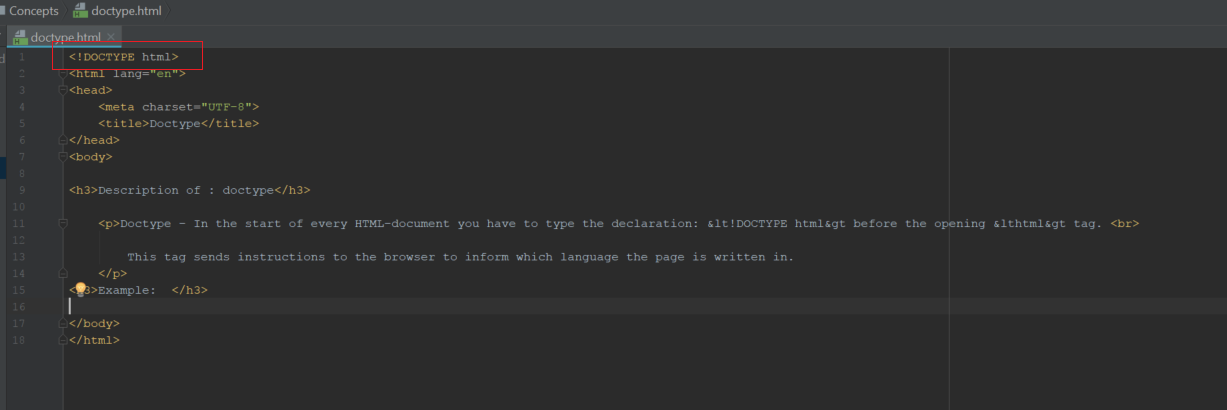 Concepts doctype.html
doctype.html ×
1 <!DOCTYPE html>
2 <html lang="en">
3 <head>
4 <meta charset="UTF-8">
5 <title>Doctype</title>
6 </head>
7 <body>
8
9 <h3>Description of : doctype</h3>
10
11 <p>Doctype - In the start of every HTML-document you have to type the declaration: &lt!DOCTYPE html&gt before the opening &lthtml&gt tag. <br>
12
13 This tag sends instructions to the browser to inform which language the page is written in.
14 </p>
15 <h3>Example: </h3>
16
17 </body>
18 </html>